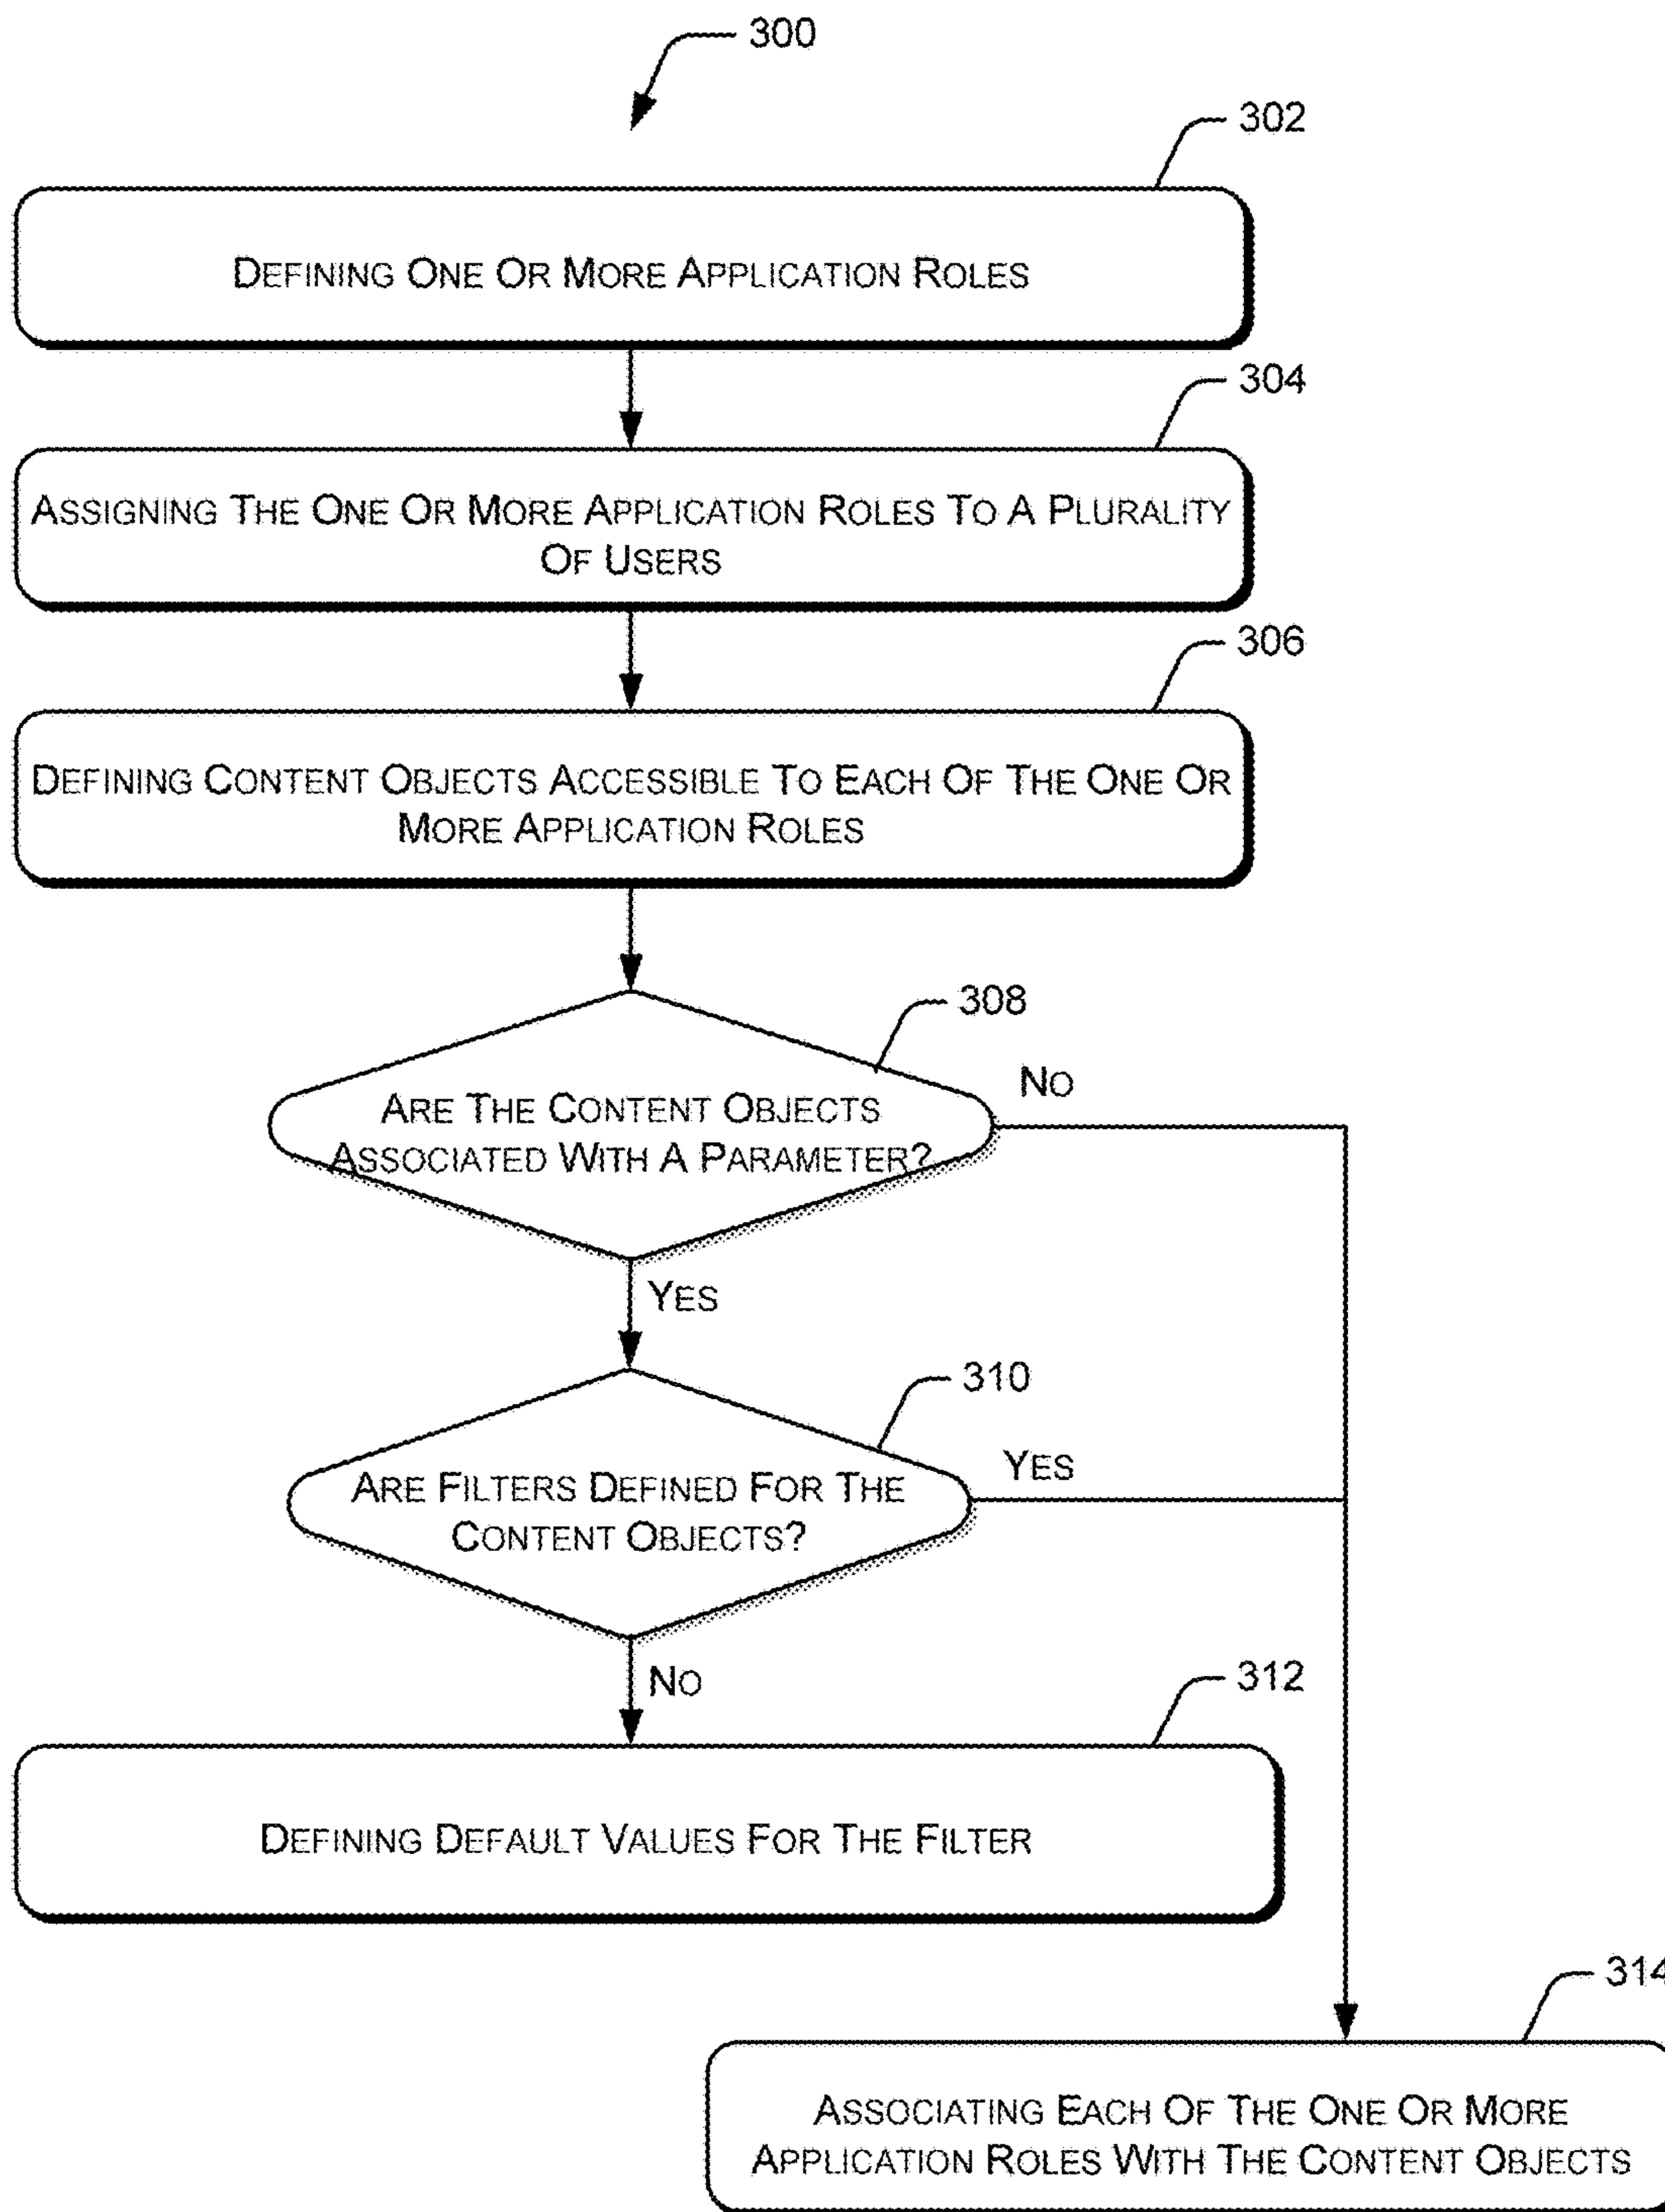 300
302
DEFINING ONE OR MORE APPLICATION ROLES
304
ASSIGNING THE ONE OR MORE APPLICATION ROLES TO A PLURALITY
OF USERS
306
DEFINING CONTENT OBJECTS ACCESSIBLE TO EACH OF THE ONE OR
MORE APPLICATION ROLES
308
ARE THE CONTENT OBJECTS
ASSOCIATED WITH A PARAMETER?
NO
YES
310
ARE FILTERS DEFINED FOR THE
CONTENT OBJECTS?
YES
NO
312
DEFINING DEFAULT VALUES FOR THE FILTER
314
ASSOCIATING EACH OF THE ONE OR MORE
APPLICATION ROLES WITH THE CONTENT OBJECTS